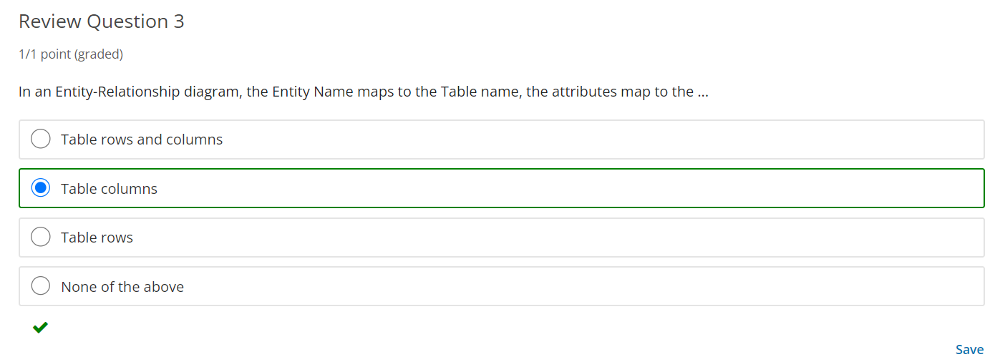 Review Question 3
1/1 point (graded)
In an Entity-Relationship diagram, the Entity Name maps to the Table name, the attributes map to the ...
Table rows and columns
Table columns
Table rows
None of the above
Save